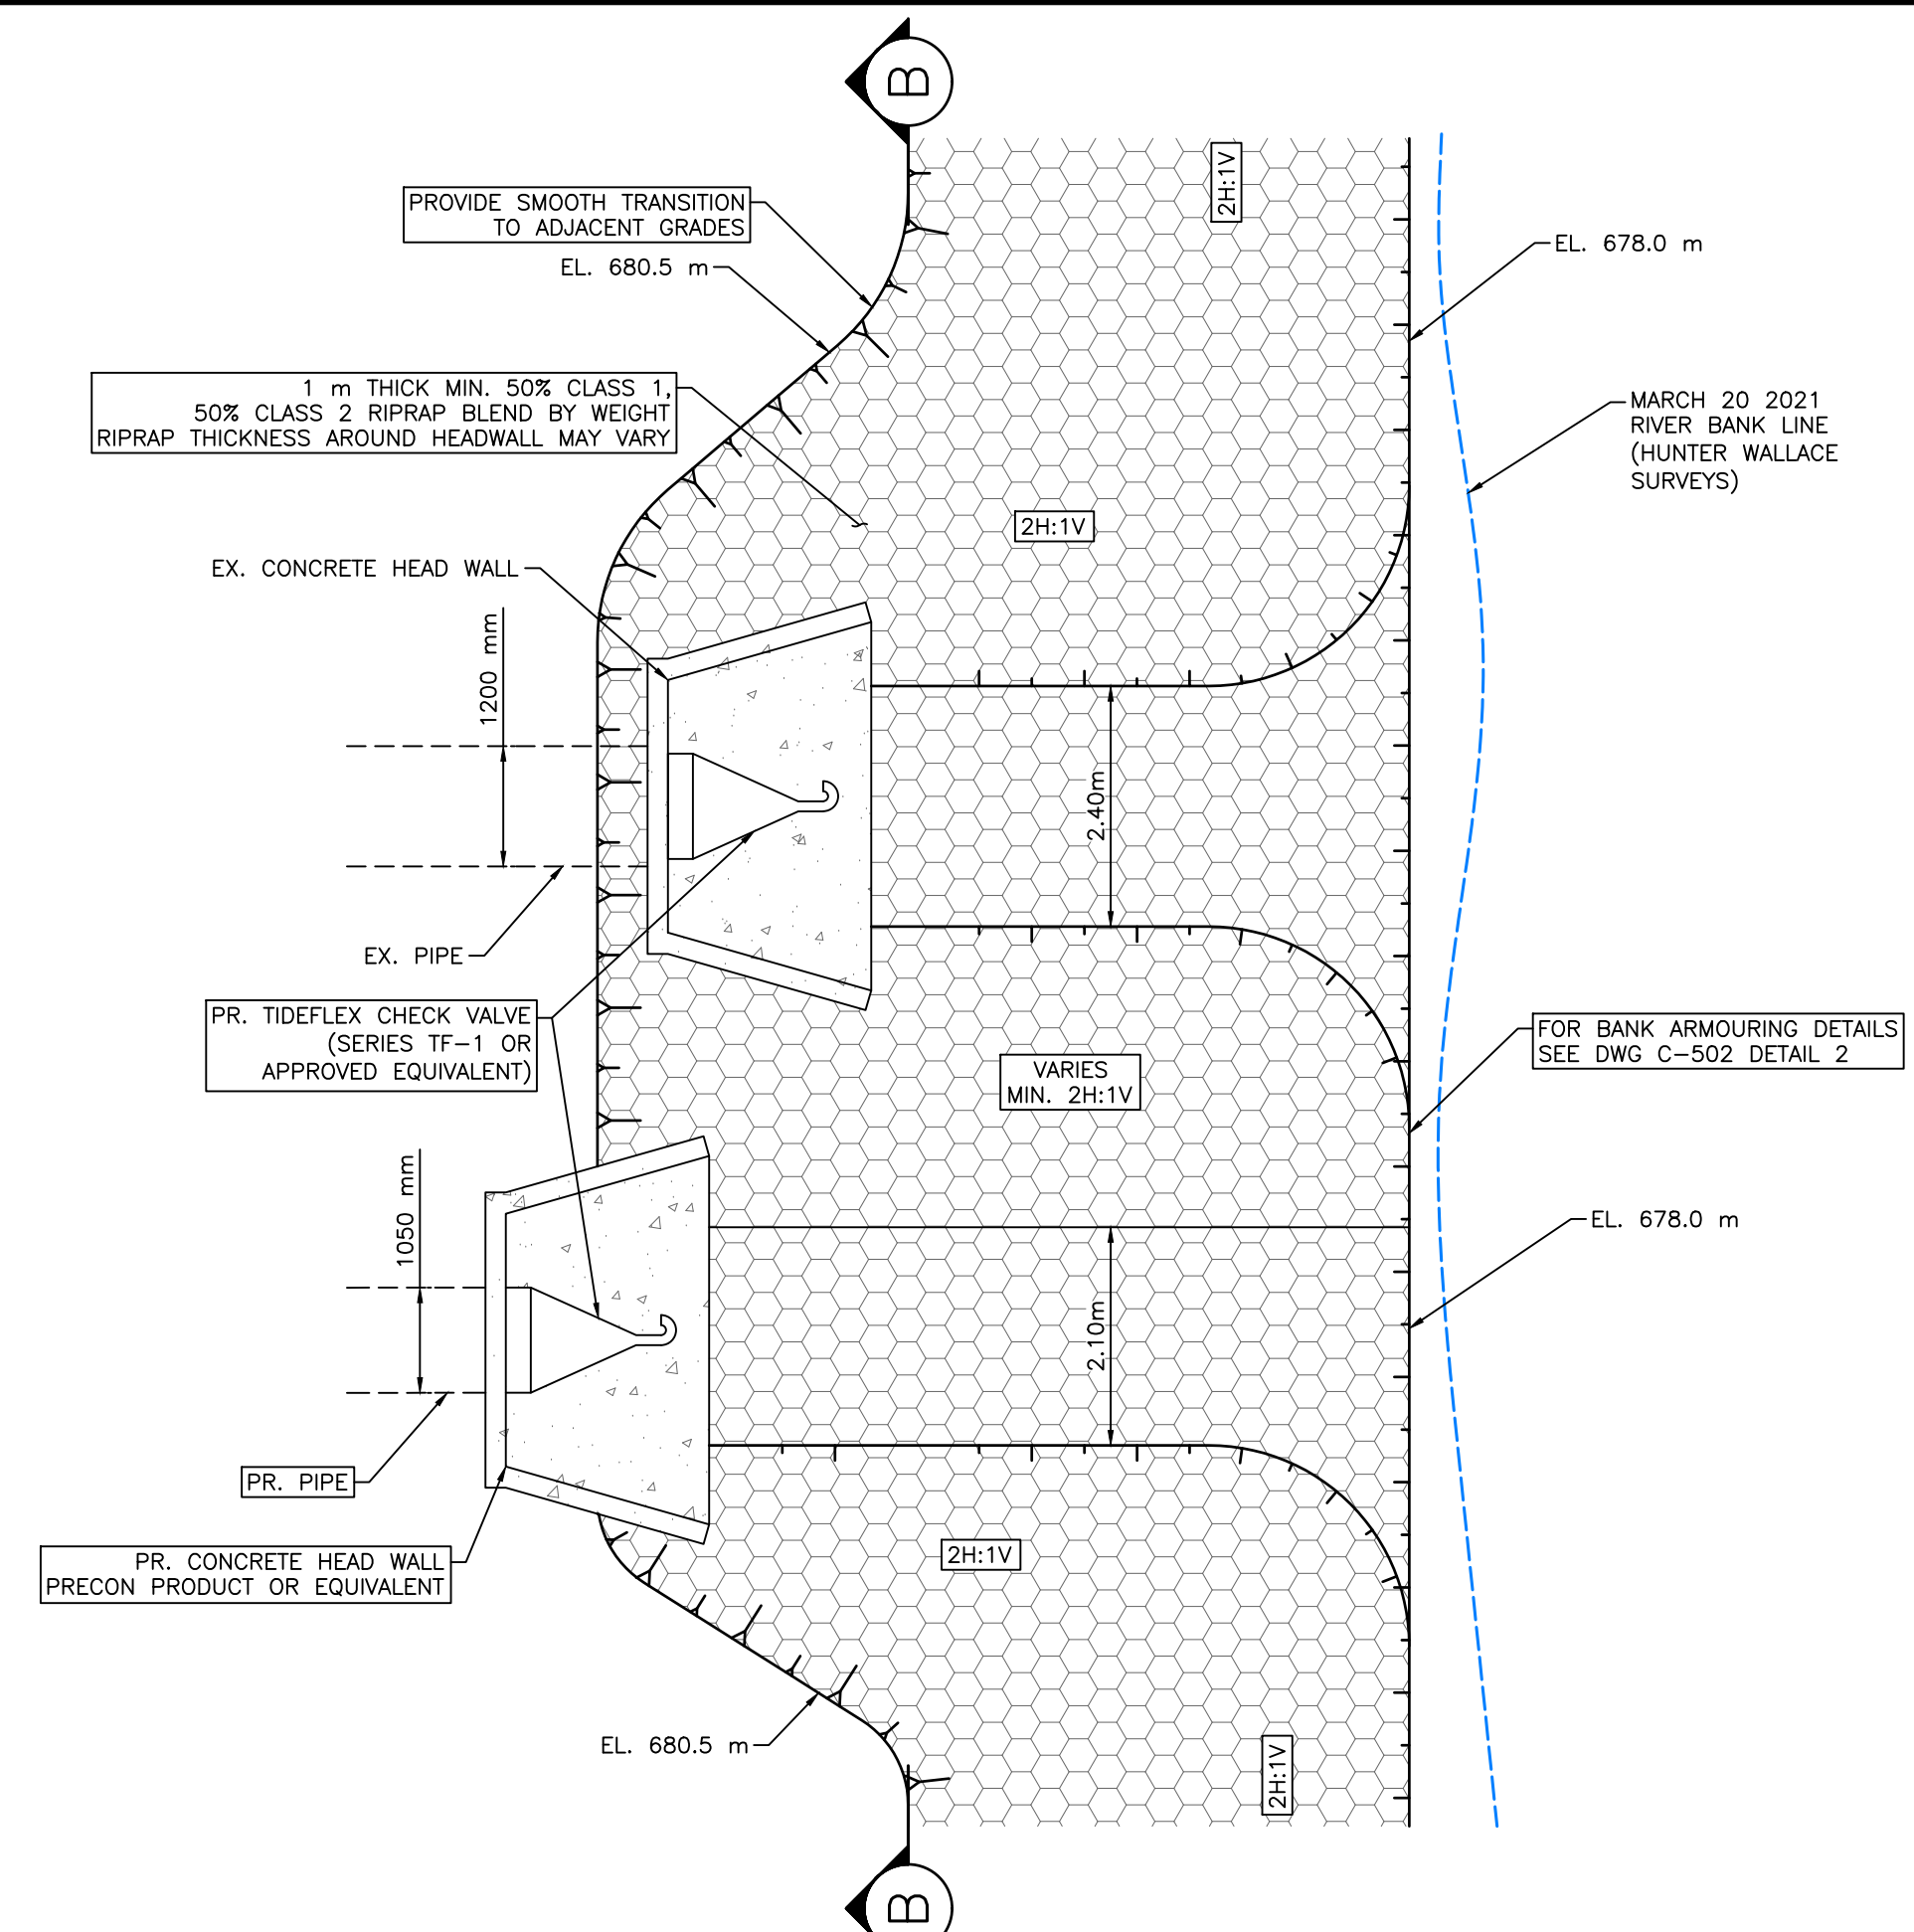 B
2H:1V
PROVIDE SMOOTH TRANSITION
TO ADJACENT GRADES
EL. 680.5 m
EL. 678.0 m
1 m THICK MIN. 50% CLASS 1,
50% CLASS 2 RIPRAP BLEND BY WEIGHT
RIPRAP THICKNESS AROUND HEADWALL MAY VARY
MARCH 20 2021
RIVER BANK LINE
(HUNTER WALLACE
SURVEYS)
2H:1V
EX. CONCRETE HEAD WALL
1200 mm
2.40m
EX. PIPE
PR. TIDEFLEX CHECK VALVE
(SERIES TF-1 OR
APPROVED EQUIVALENT)
VARIES
MIN. 2H:1V
FOR BANK ARMOURING DETAILS
SEE DWG C-502 DETAIL 2
1050 mm
EL. 678.0 m
2.10m
PR. PIPE
PR. CONCRETE HEAD WALL
PRECON PRODUCT OR EQUIVALENT
2H:1V
EL. 680.5 m
2H:1V
B